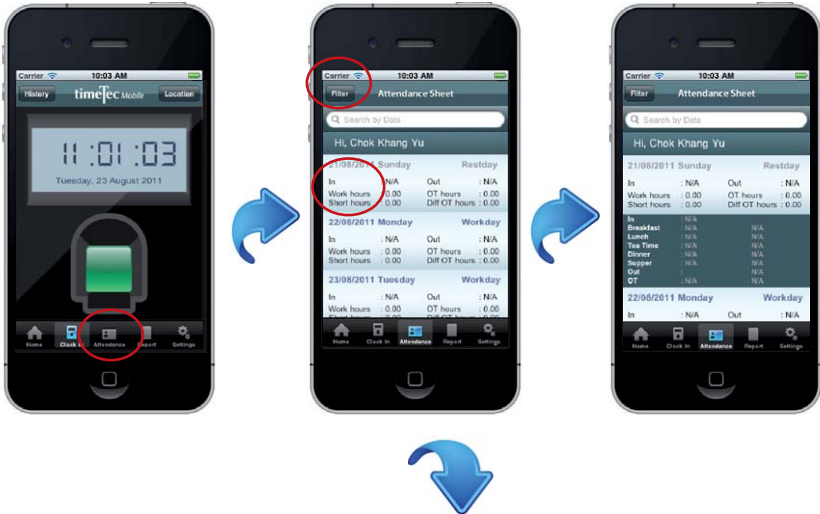 Carrier 10:03 AM
History timeTec Mobile Location
11:01:03
Tuesday, 23 August 2011
Home Clock In Attendance Report Settings
Carrier 10:03 AM
Filter Attendance Sheet
Search by Date
Hi, Chok Khang Yu
21/08/2011 Sunday Restday
In : N/A Out : N/A
Work hours : 0.00 OT hours : 0.00
Short hours : 0.00 Diff OT hours : 0.00
22/08/2011 Monday Workday
In : N/A Out : N/A
Work hours : 0.00 OT hours : 0.00
Short hours : 0.00 Diff OT hours : 0.00
23/08/2011 Tuesday Workday
In : N/A Out : N/A
Work hours : 0.00 OT hours : 0.00
Short hours : 0.00 Diff OT hours : 0.00
Home Clock In Attendance Report Settings
Carrier 10:03 AM
Filter Attendance Sheet
Search by Date
Hi, Chok Khang Yu
21/08/2011 Sunday Restday
In : N/A Out : N/A
Work hours : 0.00 OT hours : 0.00
Short hours : 0.00 Diff OT hours : 0.00
In : N/A
Breakfast : N/A N/A
Lunch : N/A N/A
Tea Time : N/A N/A
Dinner : N/A N/A
Supper : N/A N/A
Out : N/A
OT : N/A N/A
22/08/2011 Monday Workday
In : N/A Out : N/A
Home Clock In Attendance Report Settings